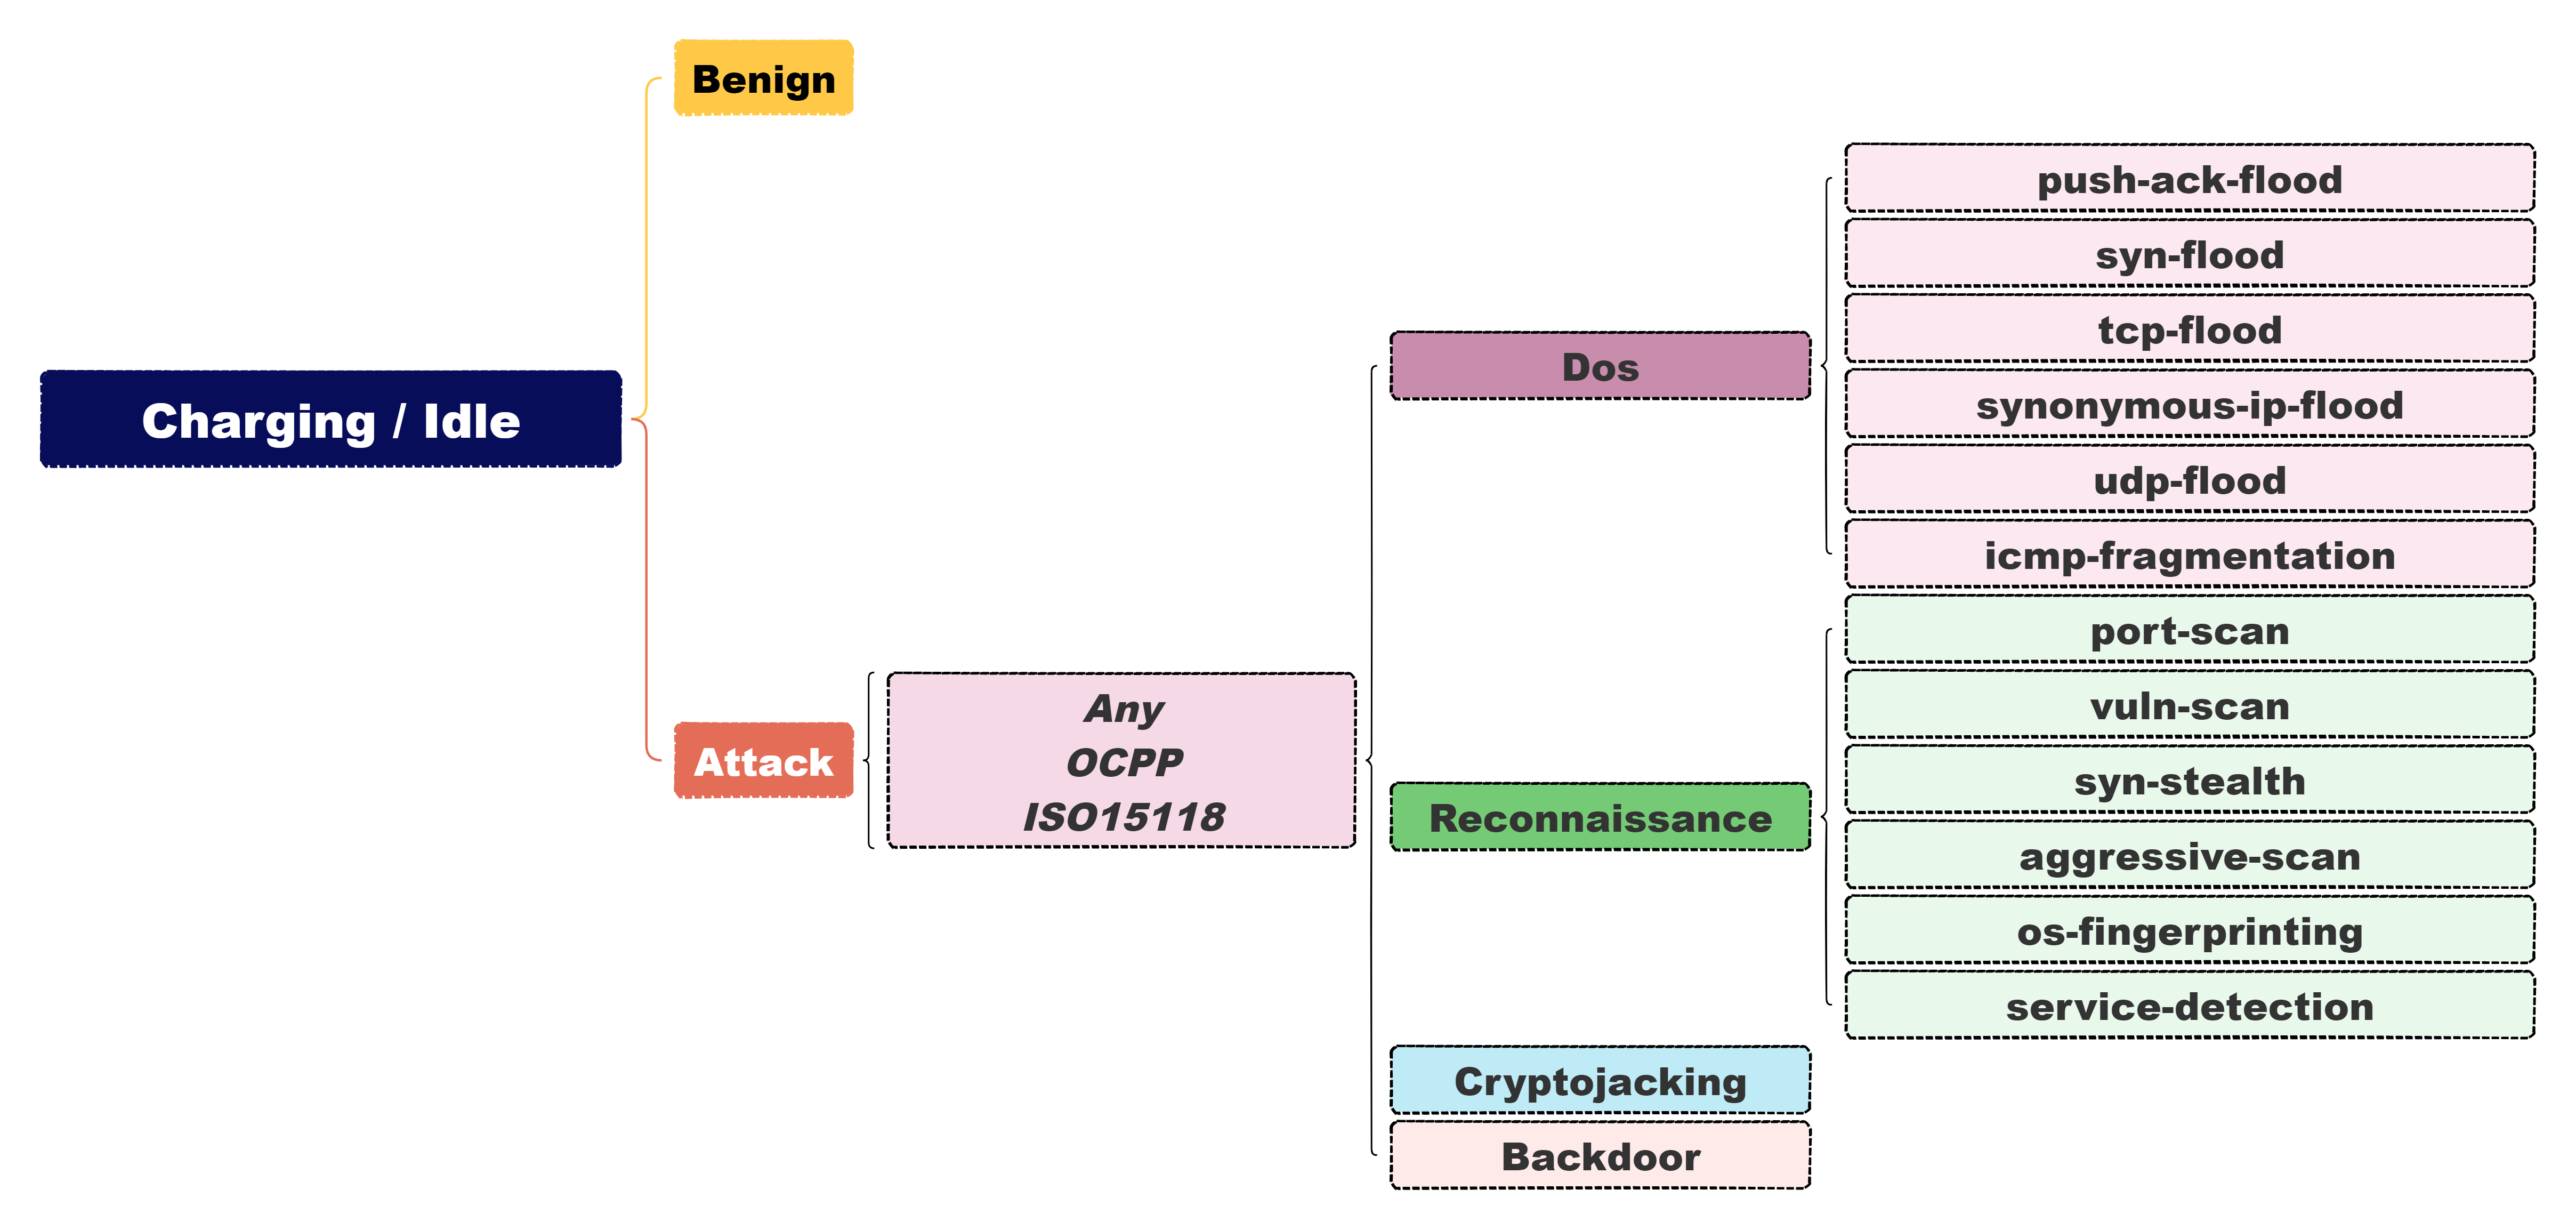 Charging / Idle
Benign
Attack
Any
OCPP
ISO15118
Dos
push-ack-flood
syn-flood
tcp-flood
synonymous-ip-flood
udp-flood
icmp-fragmentation
Reconnaissance
port-scan
vuln-scan
syn-stealth
aggressive-scan
os-fingerprinting
service-detection
Cryptojacking
Backdoor